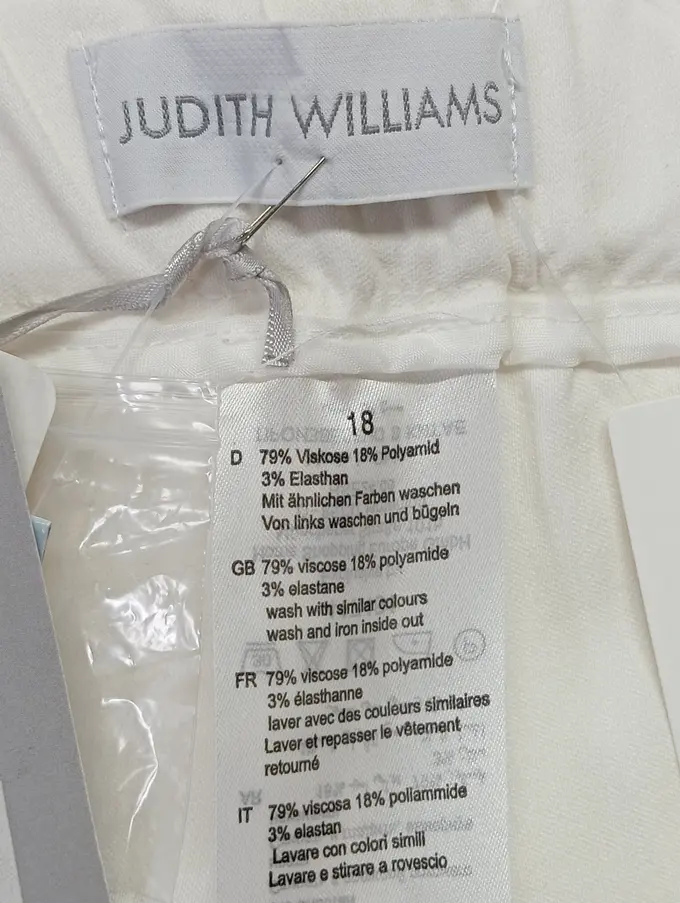 JUDITH WILLIAMS
18
D 79% Viskose 18% Polyamid
3% Elasthan
Mit ähnlichen Farben waschen
Von links waschen und bügeln
GB 79% viscose 18% polyamide
3% elastane
wash with similar colours
wash and iron inside out
FR 79% viscose 18% polyamide
3% élasthanne
laver avec des couleurs similaires
Laver et repasser le vêtement
retourné
IT 79% viscosa 18% poliammide
3% elastan
Lavare con colori simili
Lavare e stirare a rovescio